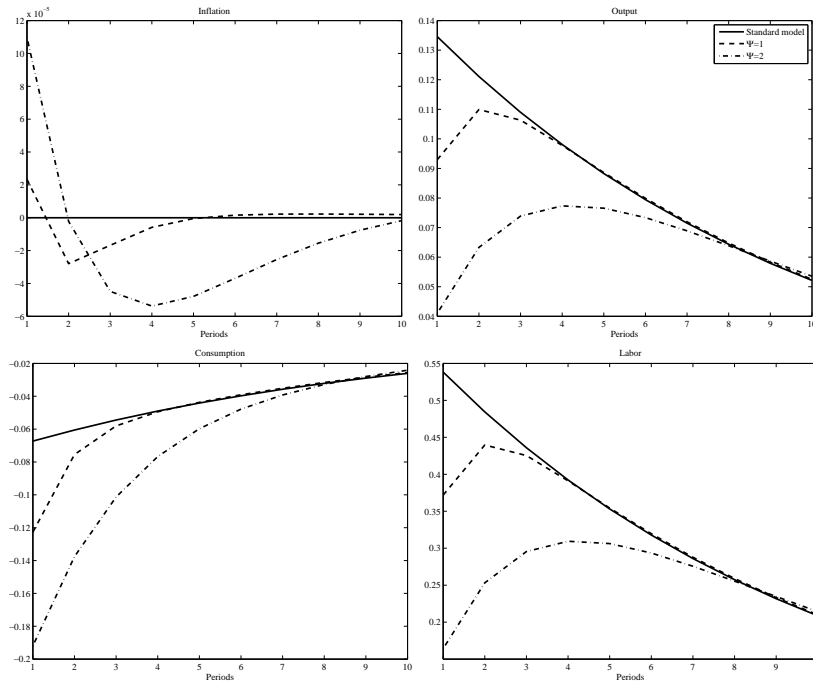 Inflation
x 10⁻⁵
12
10
8
6
4
2
0
−2
−4
−6
1 2 3 4 5 6 7 8 9 10
Periods
Output
0.14
0.13
0.12
0.11
0.1
0.09
0.08
0.07
0.06
0.05
0.04
1 2 3 4 5 6 7 8 9 10
Periods
Standard model
Ψ=1
Ψ=2
Consumption
−0.02
−0.04
−0.06
−0.08
−0.1
−0.12
−0.14
−0.16
−0.18
−0.2
1 2 3 4 5 6 7 8 9 10
Periods
Labor
0.55
0.5
0.45
0.4
0.35
0.3
0.25
0.2
1 2 3 4 5 6 7 8 9
Periods